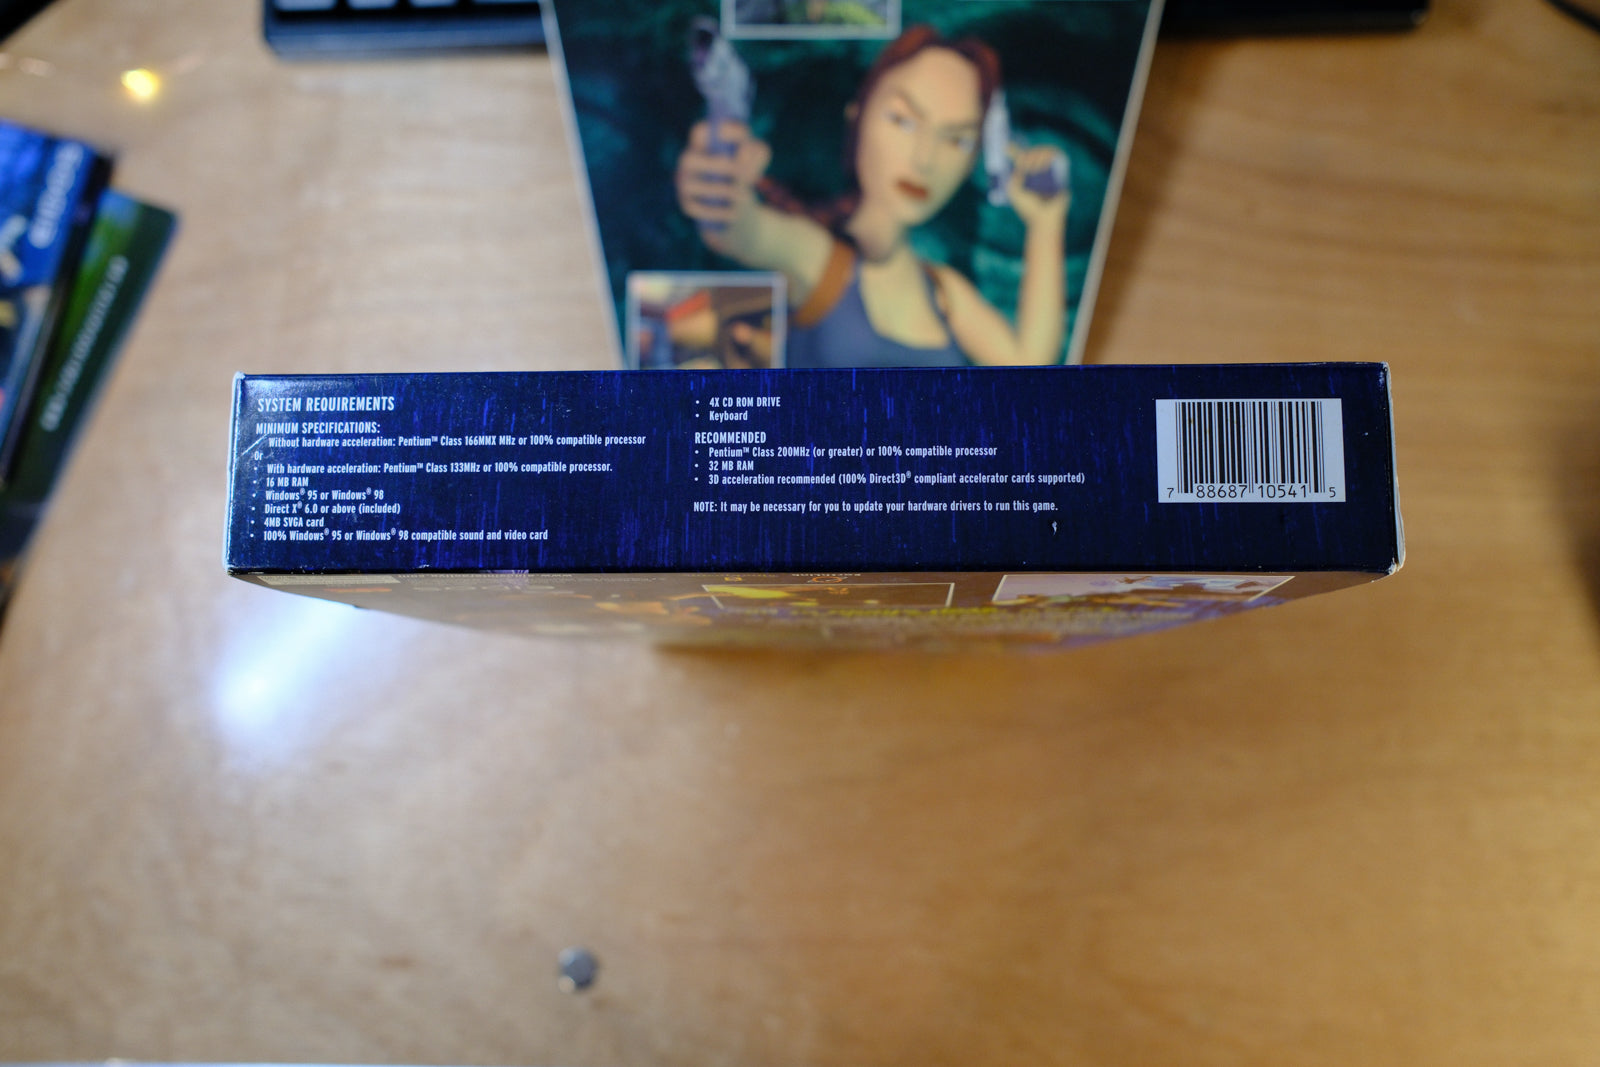 SYSTEM REQUIREMENTS
MINIMUM SPECIFICATIONS:
Without hardware acceleration: Pentium™ Class 166MMX MHz or 100% compatible processor
Or
• With hardware acceleration: Pentium™ Class 133MHz or 100% compatible processor.
• 16 MB RAM
• Windows® 95 or Windows® 98
• Direct X® 6.0 or above (included)
• 4MB SVGA card
• 100% Windows® 95 or Windows® 98 compatible sound and video card
• 4X CD ROM DRIVE
• Keyboard
RECOMMENDED
• Pentium™ Class 200MHz (or greater) or 100% compatible processor
• 32 MB RAM
• 3D acceleration recommended (100% Direct3D® compliant accelerator cards supported)
NOTE: It may be necessary for you to update your hardware drivers to run this game.
7 88687 10541 5